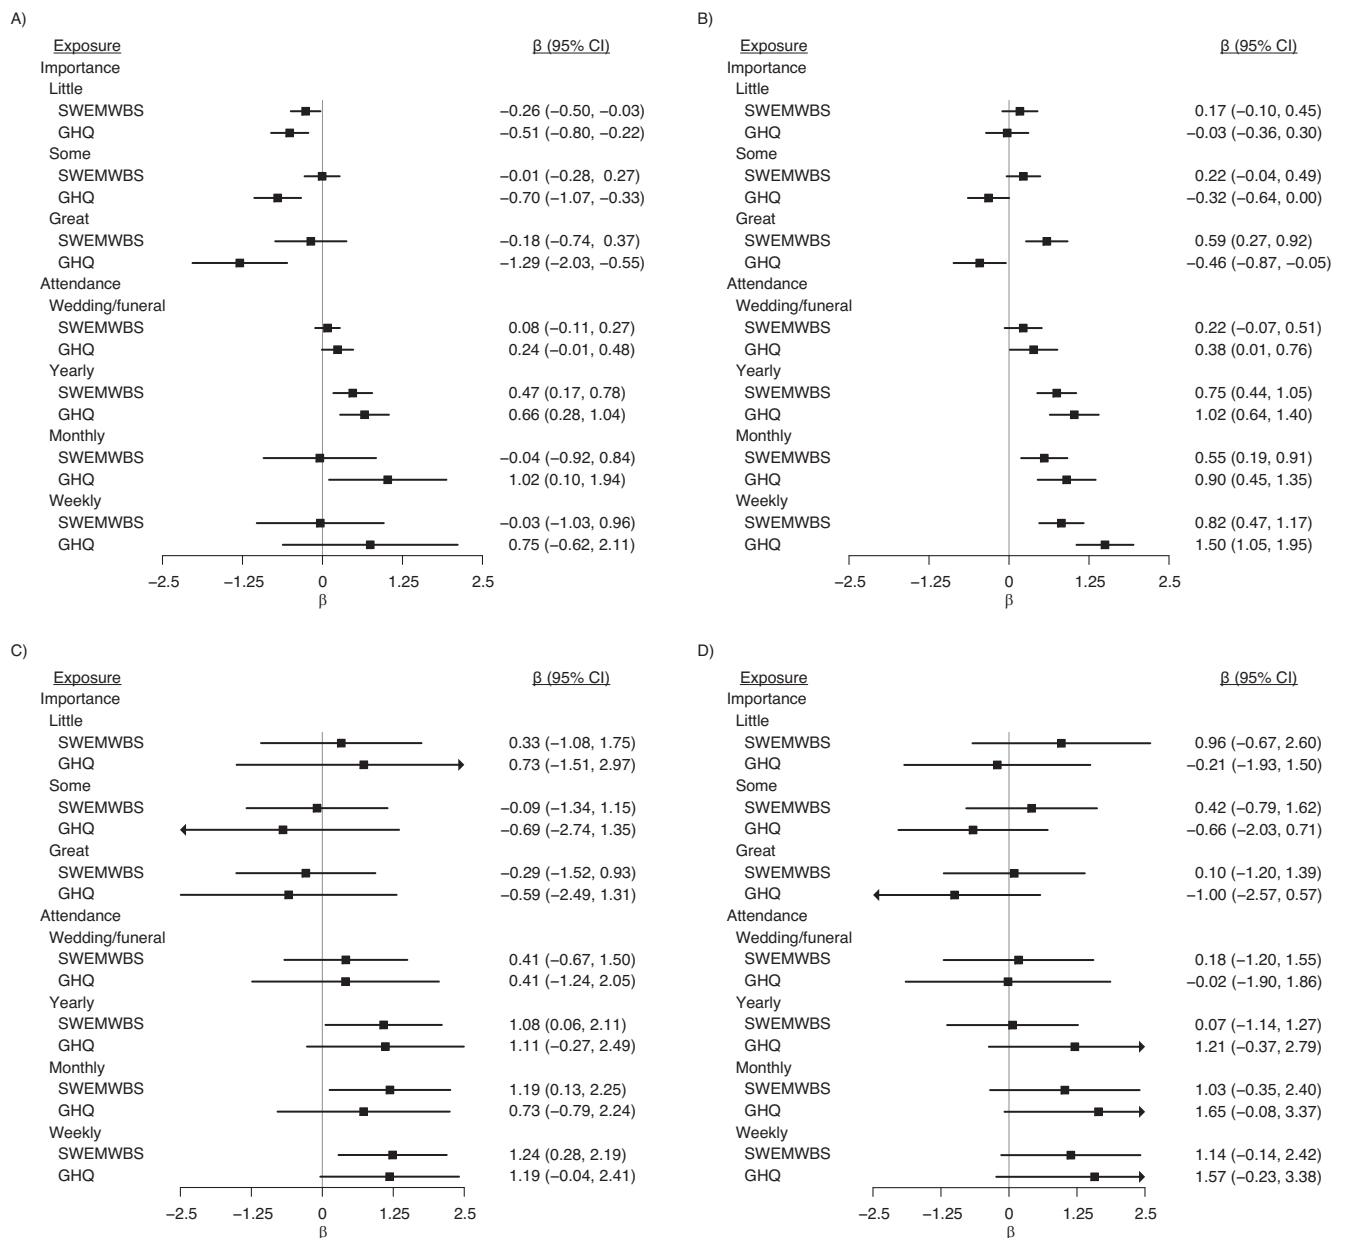 A)
Exposure β (95% CI)
Importance
Little
SWEMWBS −0.26 (−0.50, −0.03)
GHQ −0.51 (−0.80, −0.22)
Some
SWEMWBS −0.01 (−0.28, 0.27)
GHQ −0.70 (−1.07, −0.33)
Great
SWEMWBS −0.18 (−0.74, 0.37)
GHQ −1.29 (−2.03, −0.55)
Attendance
Wedding/funeral
SWEMWBS 0.08 (−0.11, 0.27)
GHQ 0.24 (−0.01, 0.48)
Yearly
SWEMWBS 0.47 (0.17, 0.78)
GHQ 0.66 (0.28, 1.04)
Monthly
SWEMWBS −0.04 (−0.92, 0.84)
GHQ 1.02 (0.10, 1.94)
Weekly
SWEMWBS −0.03 (−1.03, 0.96)
GHQ 0.75 (−0.62, 2.11)
−2.5 −1.25 0 1.25 2.5
β
B)
Exposure β (95% CI)
Importance
Little
SWEMWBS 0.17 (−0.10, 0.45)
GHQ −0.03 (−0.36, 0.30)
Some
SWEMWBS 0.22 (−0.04, 0.49)
GHQ −0.32 (−0.64, 0.00)
Great
SWEMWBS 0.59 (0.27, 0.92)
GHQ −0.46 (−0.87, −0.05)
Attendance
Wedding/funeral
SWEMWBS 0.22 (−0.07, 0.51)
GHQ 0.38 (0.01, 0.76)
Yearly
SWEMWBS 0.75 (0.44, 1.05)
GHQ 1.02 (0.64, 1.40)
Monthly
SWEMWBS 0.55 (0.19, 0.91)
GHQ 0.90 (0.45, 1.35)
Weekly
SWEMWBS 0.82 (0.47, 1.17)
GHQ 1.50 (1.05, 1.95)
−2.5 −1.25 0 1.25 2.5
β
C)
Exposure β (95% CI)
Importance
Little
SWEMWBS 0.33 (−1.08, 1.75)
GHQ 0.73 (−1.51, 2.97)
Some
SWEMWBS −0.09 (−1.34, 1.15)
GHQ −0.69 (−2.74, 1.35)
Great
SWEMWBS −0.29 (−1.52, 0.93)
GHQ −0.59 (−2.49, 1.31)
Attendance
Wedding/funeral
SWEMWBS 0.41 (−0.67, 1.50)
GHQ 0.41 (−1.24, 2.05)
Yearly
SWEMWBS 1.08 (0.06, 2.11)
GHQ 1.11 (−0.27, 2.49)
Monthly
SWEMWBS 1.19 (0.13, 2.25)
GHQ 0.73 (−0.79, 2.24)
Weekly
SWEMWBS 1.24 (0.28, 2.19)
GHQ 1.19 (−0.04, 2.41)
−2.5 −1.25 0 1.25 2.5
β
D)
Exposure β (95% CI)
Importance
Little
SWEMWBS 0.96 (−0.67, 2.60)
GHQ −0.21 (−1.93, 1.50)
Some
SWEMWBS 0.42 (−0.79, 1.62)
GHQ −0.66 (−2.03, 0.71)
Great
SWEMWBS 0.10 (−1.20, 1.39)
GHQ −1.00 (−2.57, 0.57)
Attendance
Wedding/funeral
SWEMWBS 0.18 (−1.20, 1.55)
GHQ −0.02 (−1.90, 1.86)
Yearly
SWEMWBS 0.07 (−1.14, 1.27)
GHQ 1.21 (−0.37, 2.79)
Monthly
SWEMWBS 1.03 (−0.35, 2.40)
GHQ 1.65 (−0.08, 3.37)
Weekly
SWEMWBS 1.14 (−0.14, 2.42)
GHQ 1.57 (−0.23, 3.38)
−2.5 −1.25 0 1.25 2.5
β